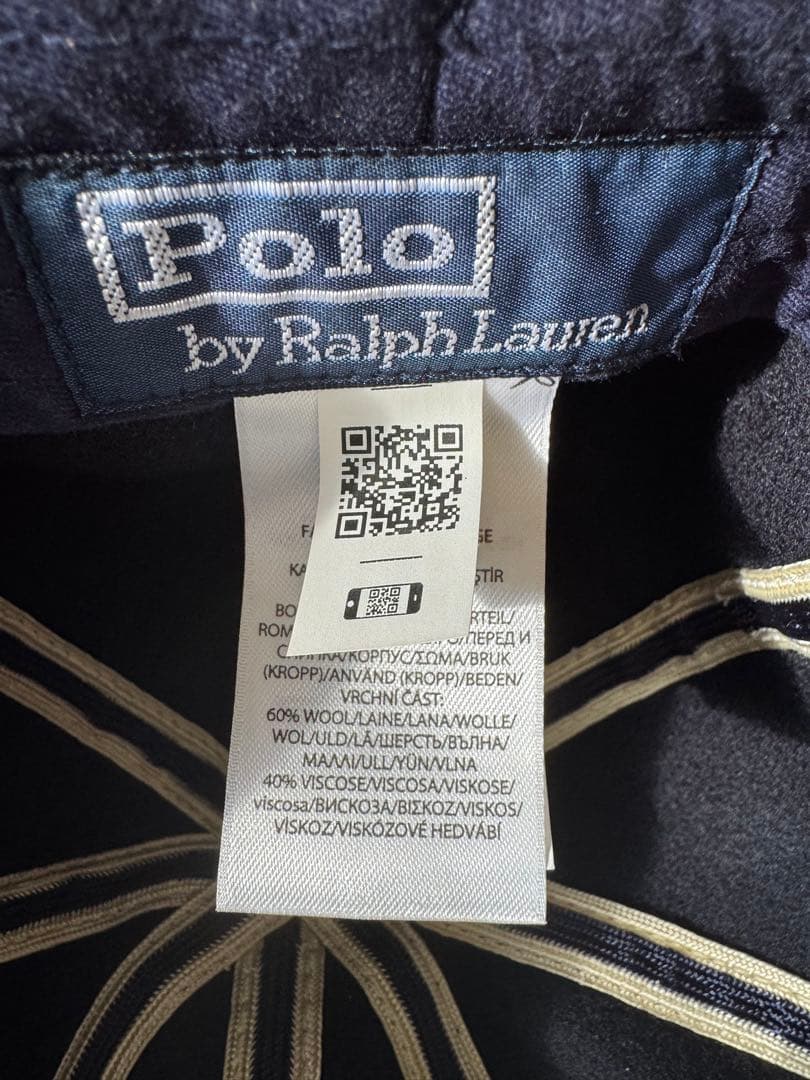 Polo
by Ralph Lauren
BO
ROM
(KROPP)/ANVÄND (KROPP)/BEDEN/
VRCHNÍ ČÁST:
60% WOOL/LAINE/LANA/WOLLE/
WOL/ULD/LÃ/ШЕРСТЬ/ВЪЛНА/
ΜΑΛΛΙ/ULL/YÜN/VLNA
40% VISCOSE/VISCOSA/VISKOSE/
viscosa/ВИСКОЗА/ΒΙΣΚΟΖ/VISKOS/
VİSKOZ/VISKÓZOVÉ HEDVÁBÍ